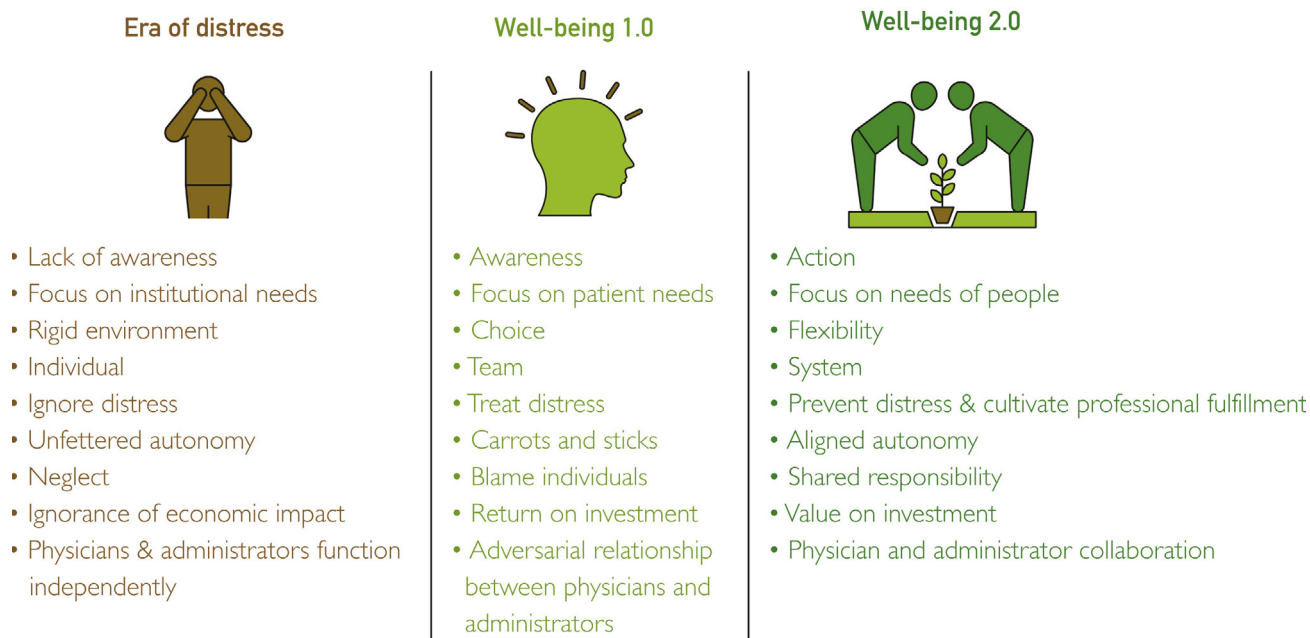 Era of distress
• Lack of awareness
• Focus on institutional needs
• Rigid environment
• Individual
• Ignore distress
• Unfettered autonomy
• Neglect
• Ignorance of economic impact
• Physicians & administrators function
independently
Well-being 1.0
• Awareness
• Focus on patient needs
• Choice
• Team
• Treat distress
• Carrots and sticks
• Blame individuals
• Return on investment
• Adversarial relationship
between physicians and
administrators
Well-being 2.0
• Action
• Focus on needs of people
• Flexibility
• System
• Prevent distress & cultivate professional fulfillment
• Aligned autonomy
• Shared responsibility
• Value on investment
• Physician and administrator collaboration